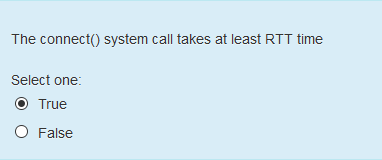 The connect() system call takes at least RTT time
Select one:
True
False